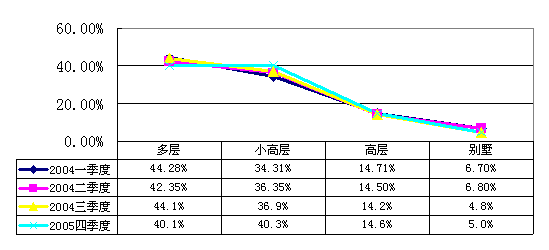 60.00%
40.00%
20.00%
0.00%
多层 小高层 高层 别墅
2004一季度 44.28% 34.31% 14.71% 6.70%
2004二季度 42.35% 36.35% 14.50% 6.80%
2004三季度 44.1% 36.9% 14.2% 4.8%
2005四季度 40.1% 40.3% 14.6% 5.0%